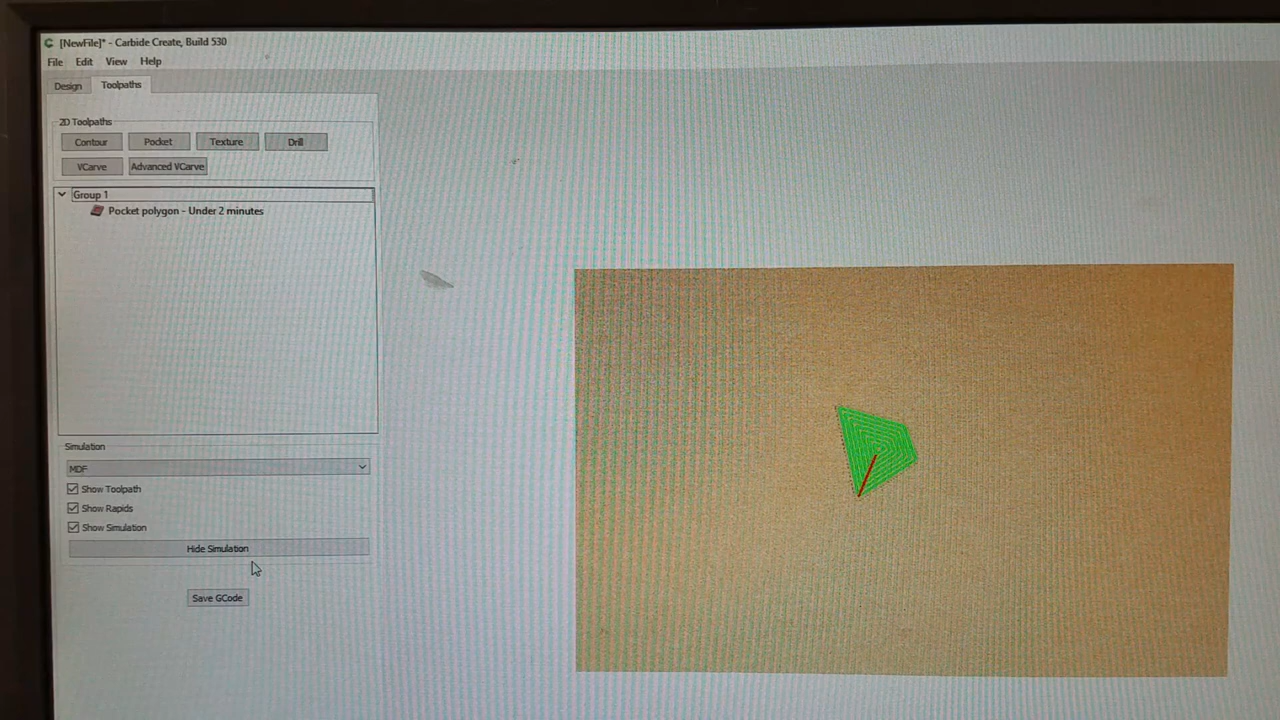 [NewFile]* - Carbide Create, Build 530
File Edit View Help
Design Toolpaths
2D Toolpaths
Contour Pocket Texture Drill
VCarve Advanced VCarve
Group 1
Pocket polygon - Under 2 minutes
Simulation
MDF
Show Toolpath
Show Rapids
Show Simulation
Hide Simulation
Save GCode